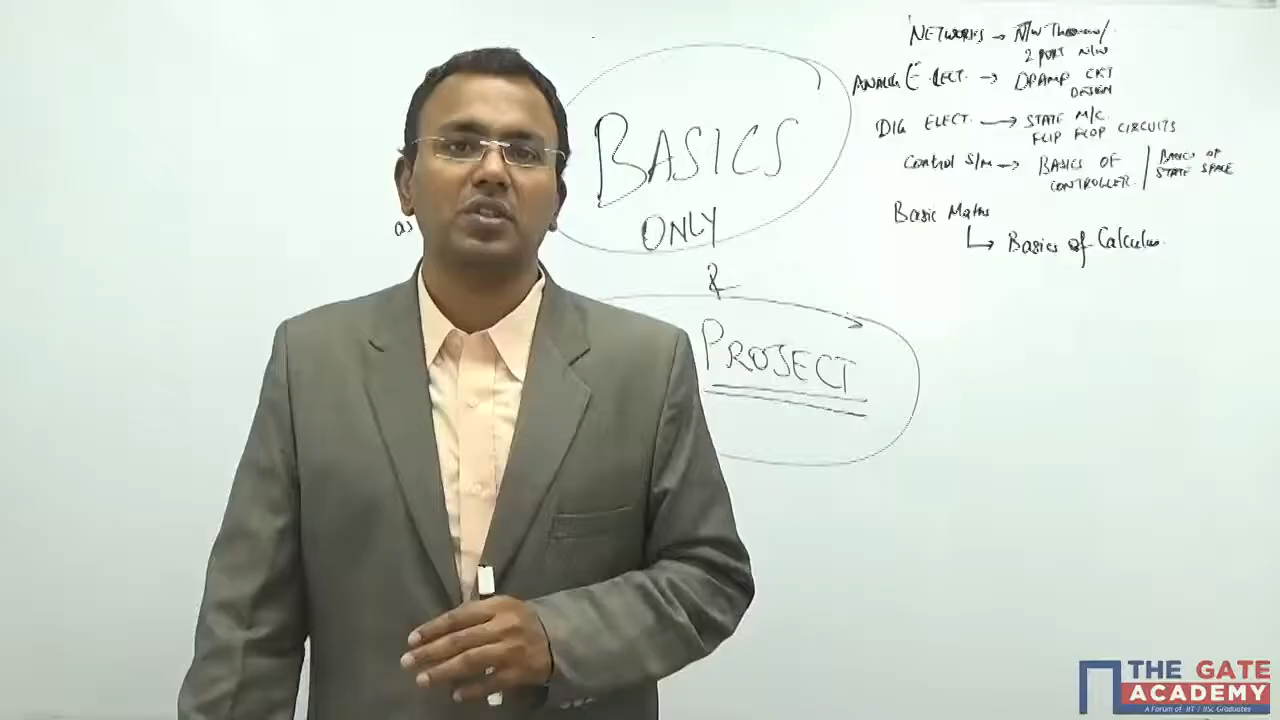 NETWORKS → N/W Theorem/
2 PORT N/W
ANALOG ELECT. → OPAMP CKT
DESIGN
DIG ELECT. → STATE M/C
FLIP FLOP CIRCUITS
Control S/M → BASICS OF CONTROLLER / BASICS OF STATE SPACE
Basic Maths
↳ Basics of Calculus
as
BASICS
ONLY
&
PROJECT
THE GATE
ACADEMY
A Forum of IIT / IISc Graduates